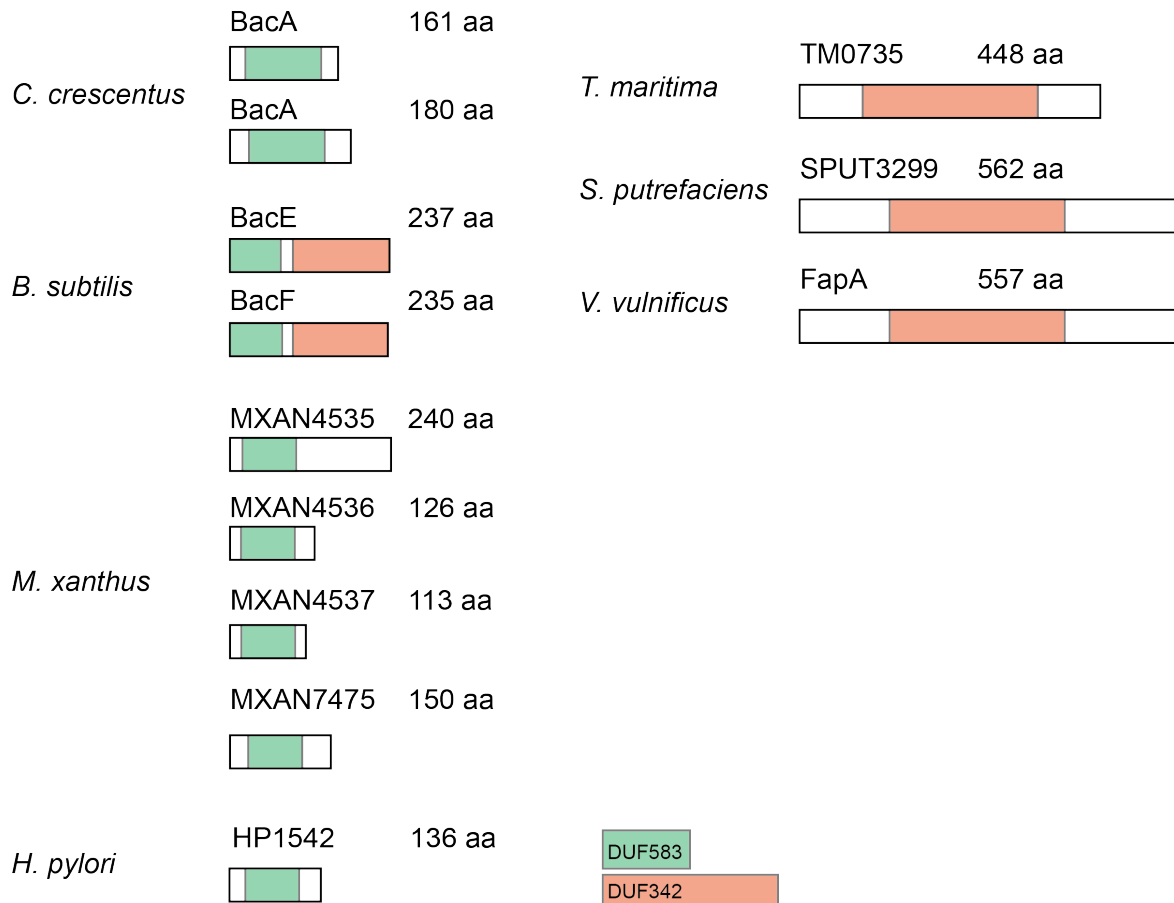 BacA 161 aa
C. crescentus
BacA 180 aa
BacE 237 aa
B. subtilis
BacF 235 aa
MXAN4535 240 aa
MXAN4536 126 aa
M. xanthus
MXAN4537 113 aa
MXAN7475 150 aa
HP1542 136 aa
H. pylori
TM0735 448 aa
T. maritima
SPUT3299 562 aa
S. putrefaciens
FapA 557 aa
V. vulnificus
DUF583
DUF342